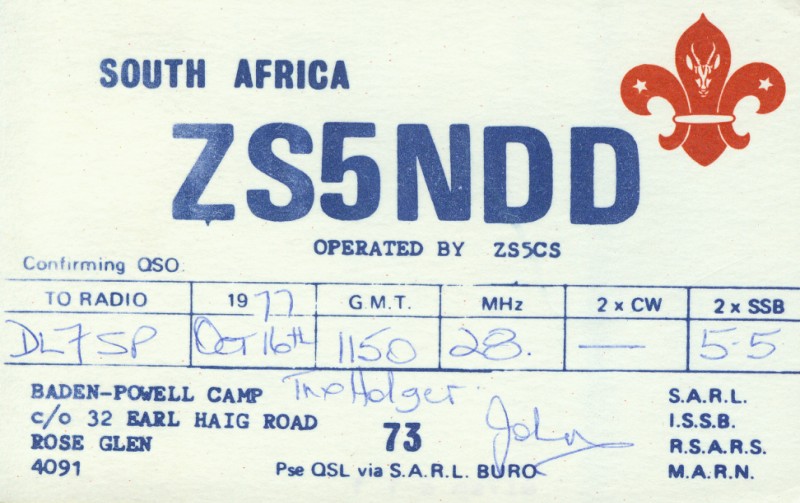 SOUTH AFRICA
ZS5NDD
OPERATED BY ZS5CS
Confirming QSO
TO RADIO 1977 G.M.T. MHz 2 x CW 2 x SSB
DL7SP Oct 16th 1150 28. — 5-5
BADEN-POWELL CAMP Tnx Holger S.A.R.L.
c/o 32 EARL HAIG ROAD I.S.S.B.
ROSE GLEN 73 John R.S.A.R.S.
4091 Pse QSL via S.A.R.L. BURO M.A.R.N.